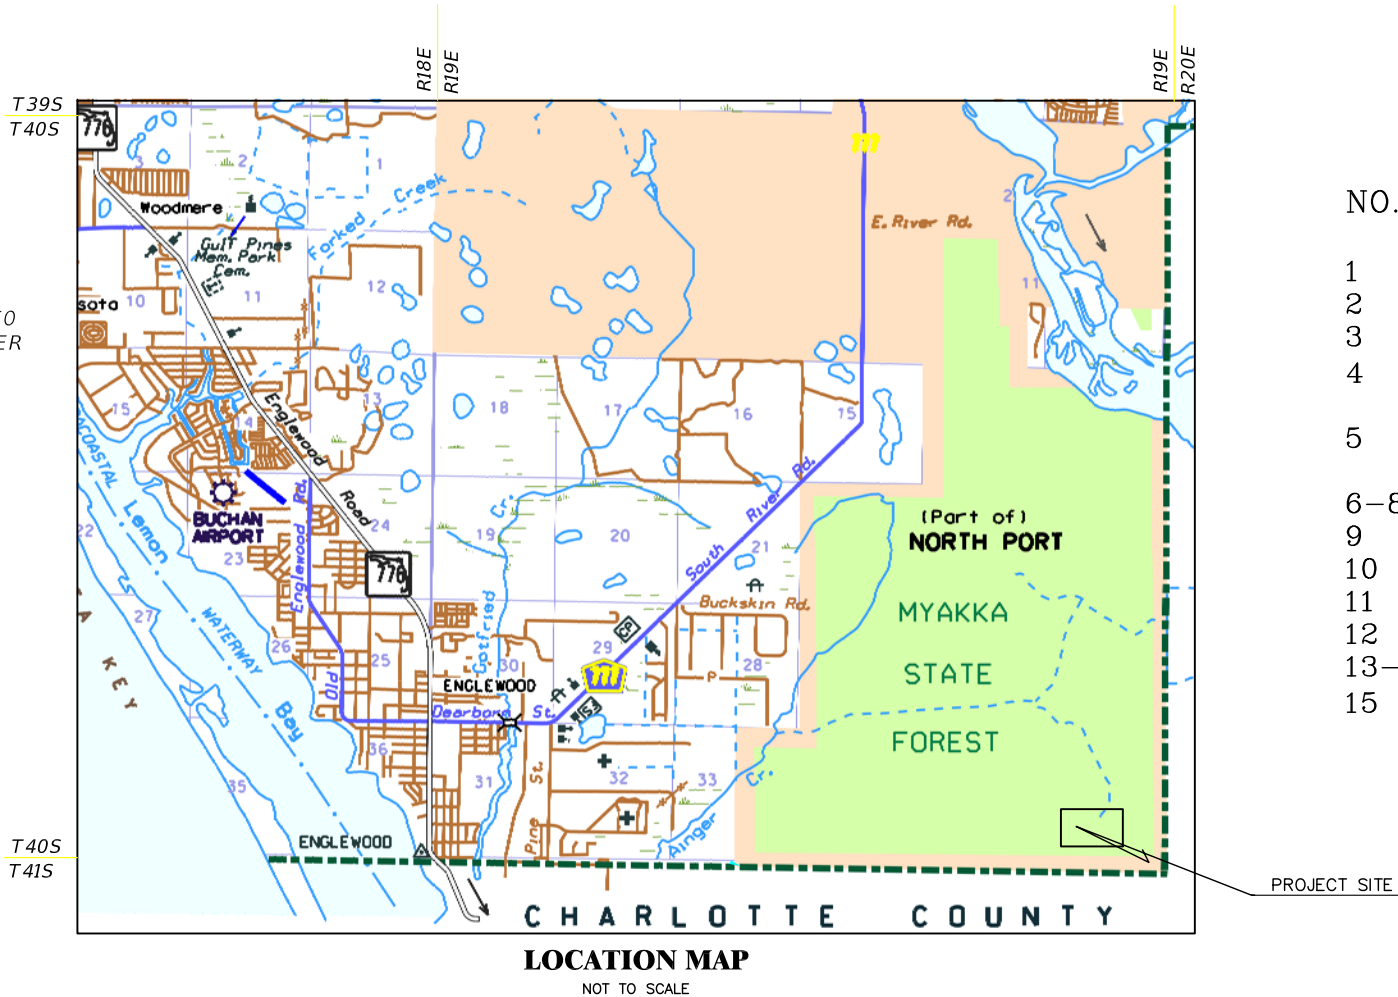 R18E
R19E
R19E
R20E
T39S
T40S
776
3
2
1
Woodmere
Forked Creek
Gulf Pines
Mem. Park
Cem.
E. River Rd.
777
2
NO.
10
11
12
11
sota
O
ER
1
2
3
4
5
6-8
9
10
11
12
13-
15
15
14
13
18
17
16
15
Englewood Road
ACOASTAL
WATERWAY
Lemon
Bay
BUCHAN
AIRPORT
22
23
24
19
20
21
Gottfried Cr.
South River Rd.
(Part of)
NORTH PORT
Old Englewood Rd.
776
Buckskin Rd.
MYAKKA
STATE
FOREST
27
26
25
30
29
28
CP
P
777
A KEY
ENGLEWOOD
Dearborn St.
FS
36
35
31
32
33
Pine St.
Ainger Cr.
ENGLEWOOD
T40S
T41S
PROJECT SITE
CHARLOTTE COUNTY
LOCATION MAP
NOT TO SCALE